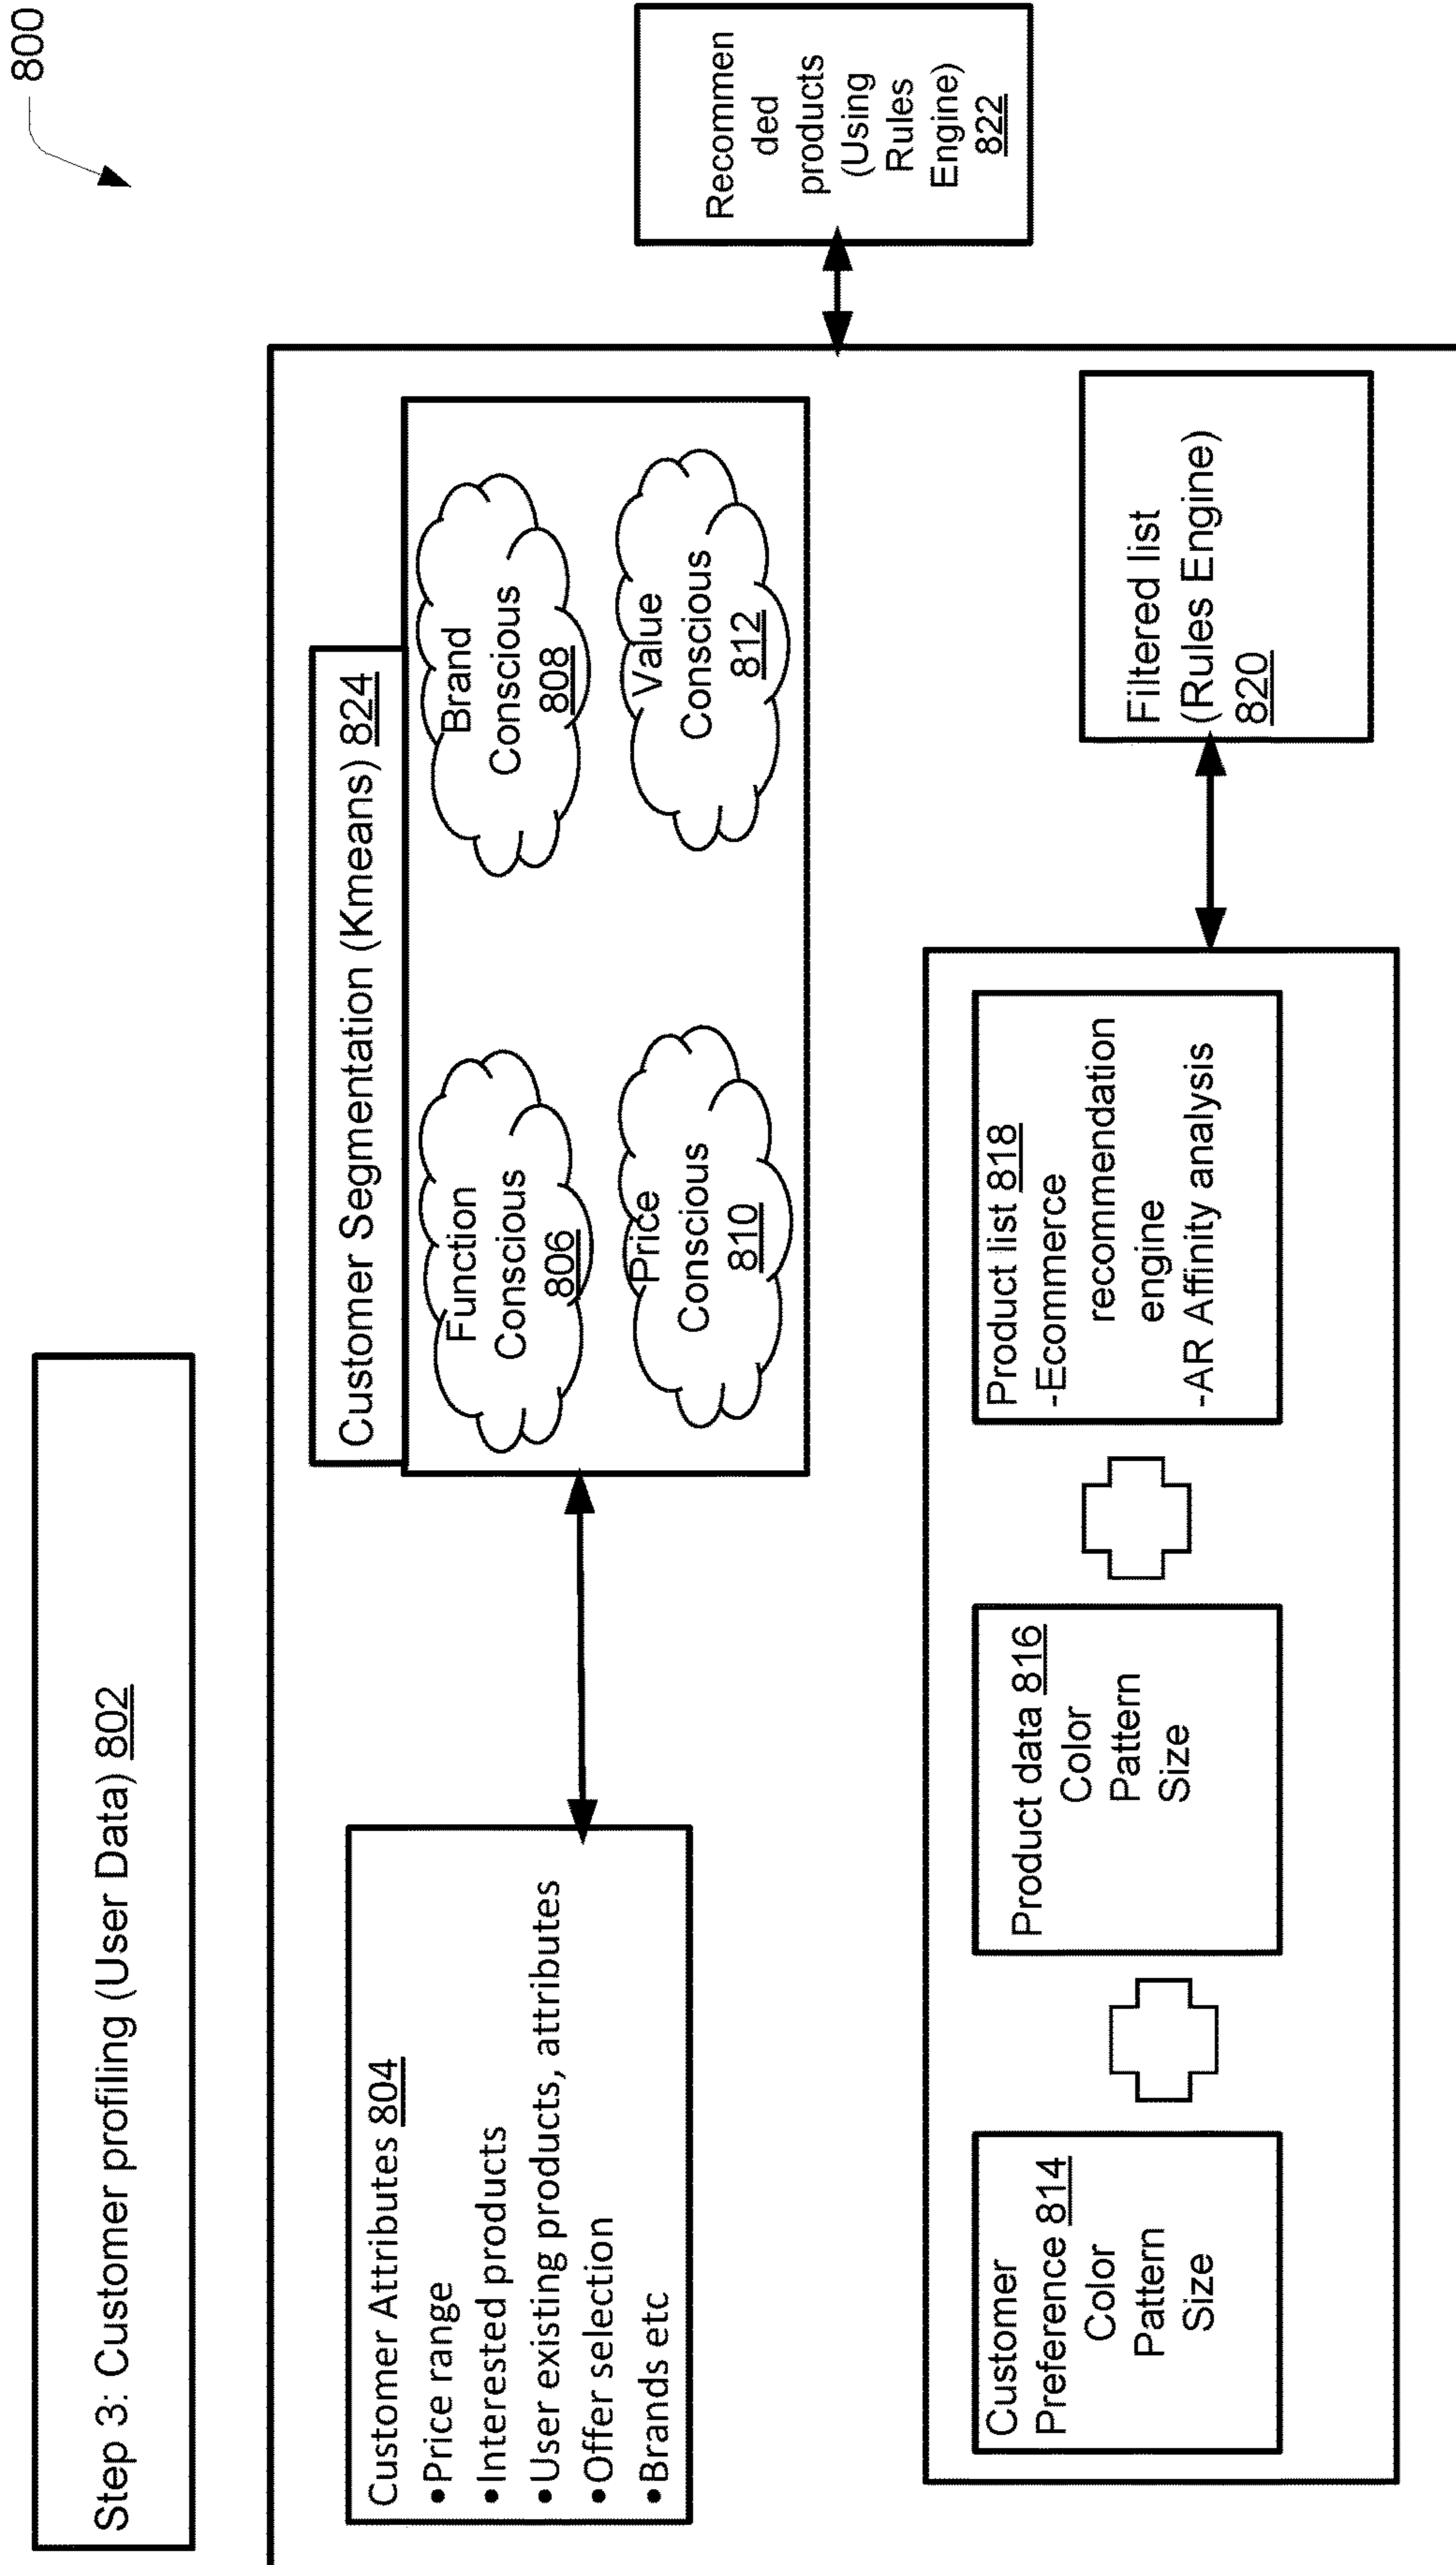 800
Step 3: Customer profiling (User Data) 802
Customer Attributes 804
•Price range
•Interested products
•User existing products, attributes
•Offer selection
•Brands etc
Customer Segmentation (Kmeans) 824
Function
Conscious
806
Brand
Conscious
808
Price
Conscious
810
Value
Conscious
812
Recommen
ded
products
(Using
Rules
Engine)
822
Customer
Preference 814
Color
Pattern
Size
Product data 816
Color
Pattern
Size
Product list 818
-Ecommerce
recommendation
engine
-AR Affinity analysis
Filtered list
(Rules Engine)
820